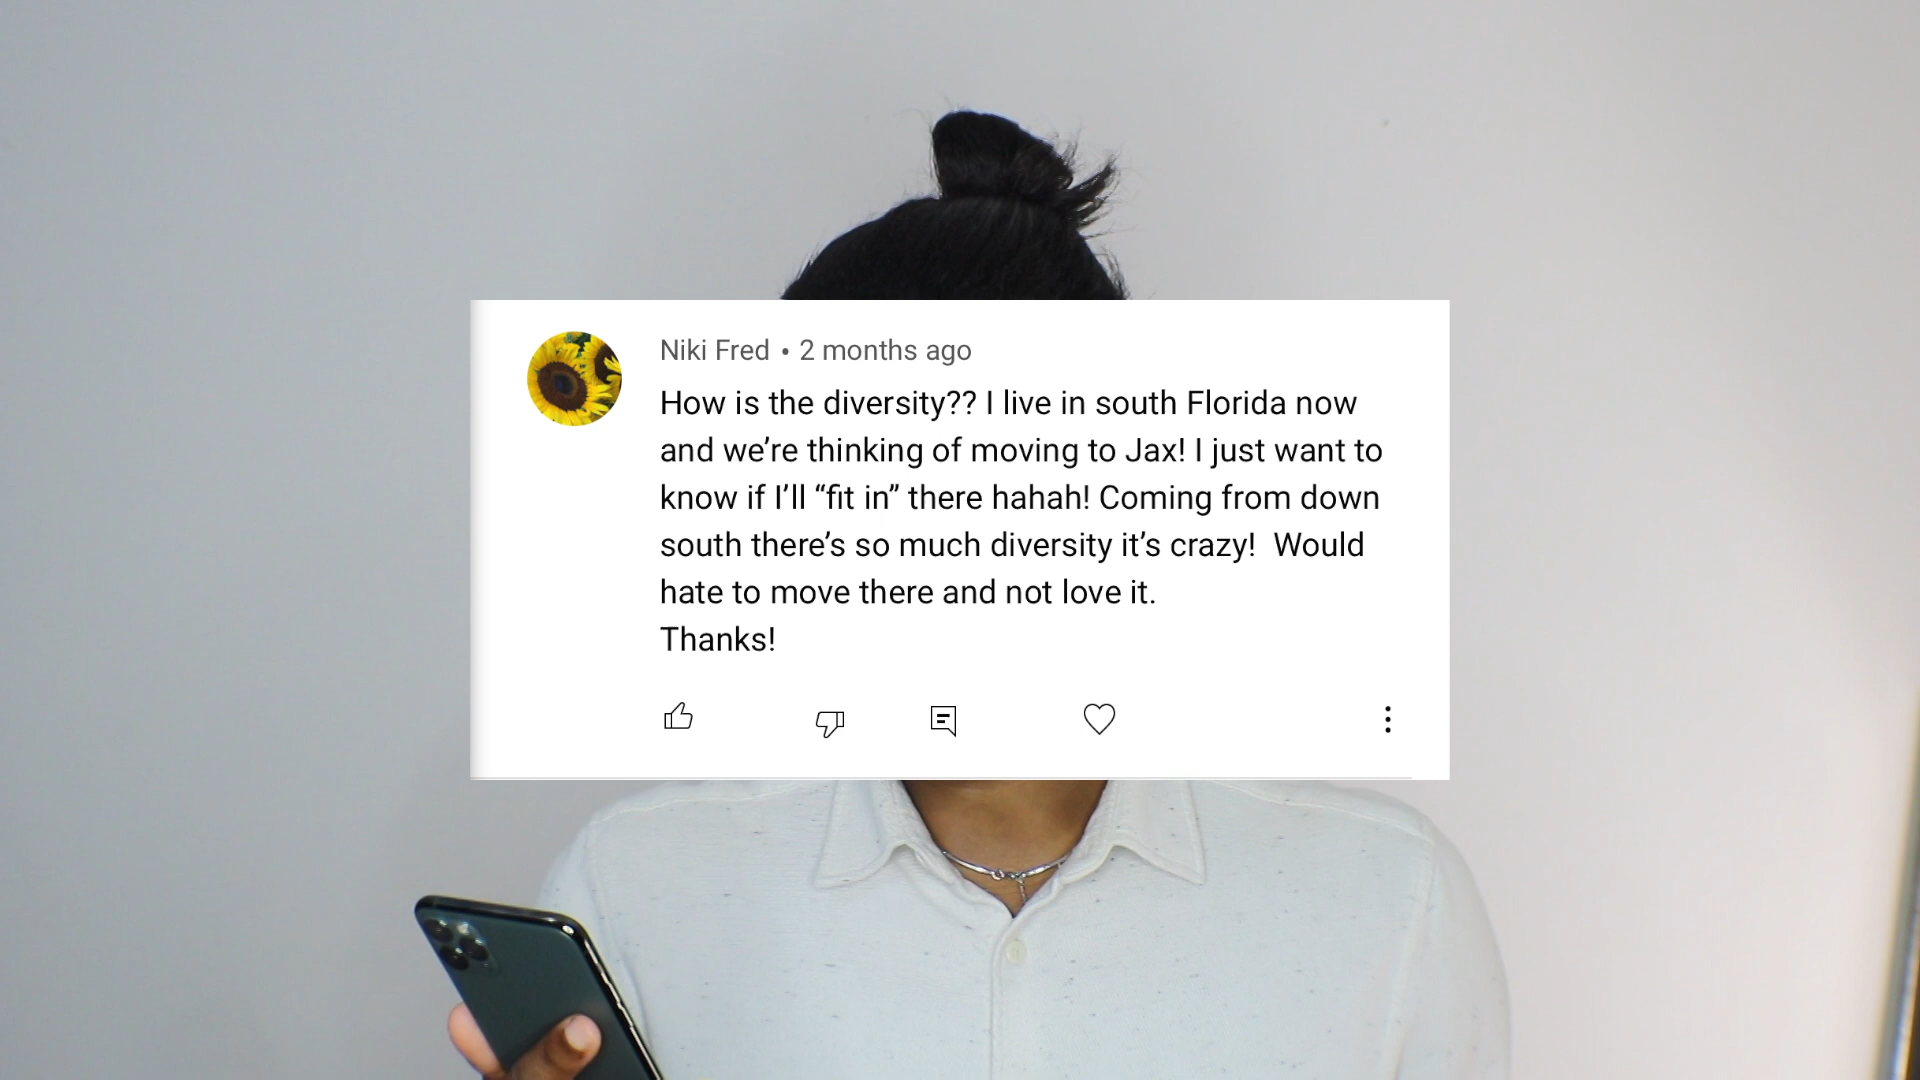 Niki Fred • 2 months ago
How is the diversity?? I live in south Florida now
and we’re thinking of moving to Jax! I just want to
know if I’ll “fit in” there hahah! Coming from down
south there’s so much diversity it’s crazy!  Would
hate to move there and not love it.
Thanks!